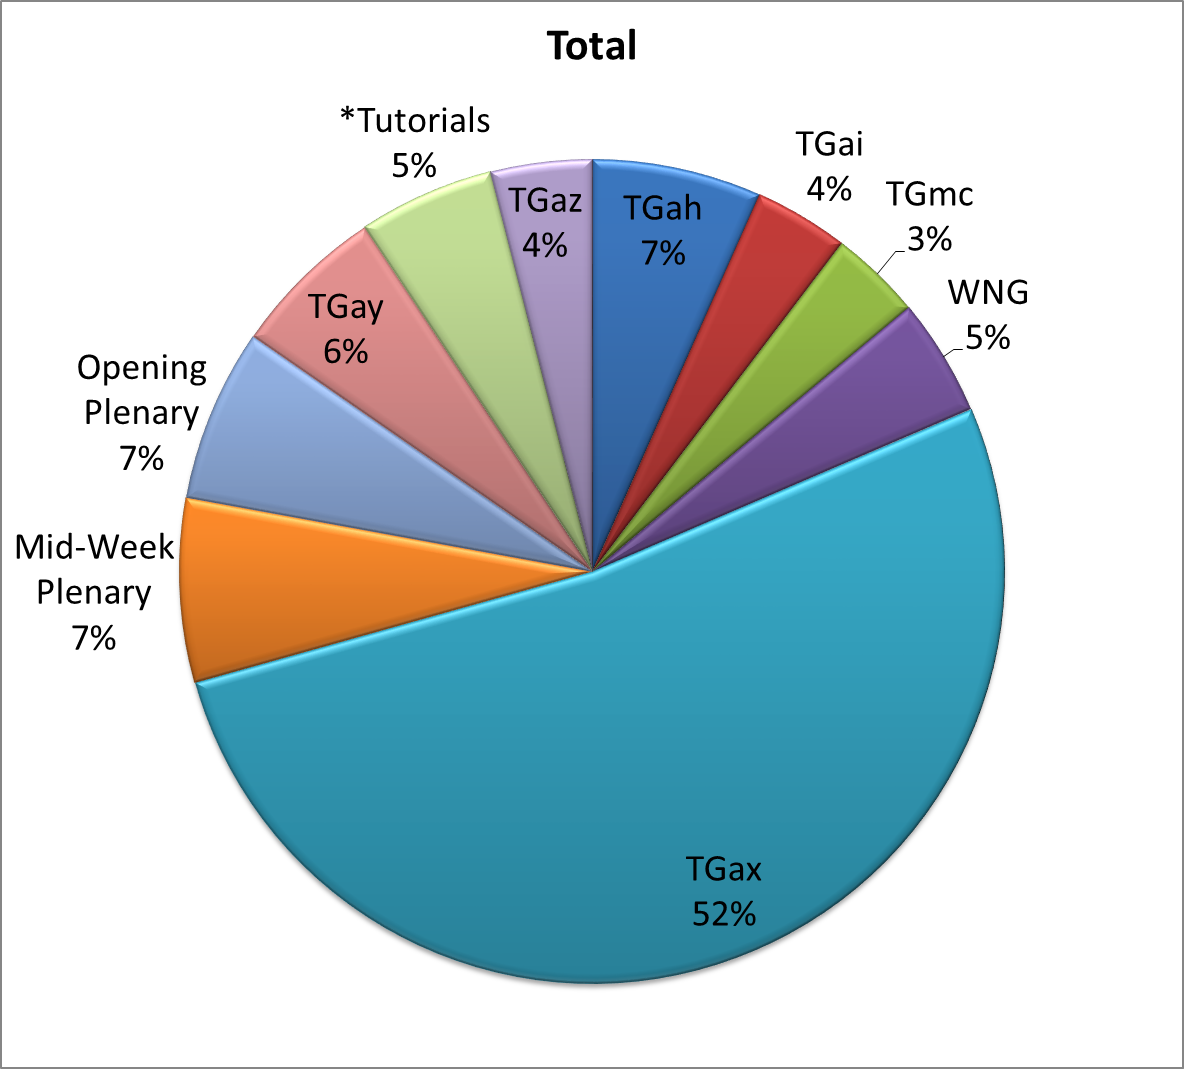 Total
*Tutorials
5%
TGaz
4%
TGah
7%
TGai
4%
TGmc
3%
WNG
5%
TGay
6%
Opening
Plenary
7%
Mid-Week
Plenary
7%
TGax
52%